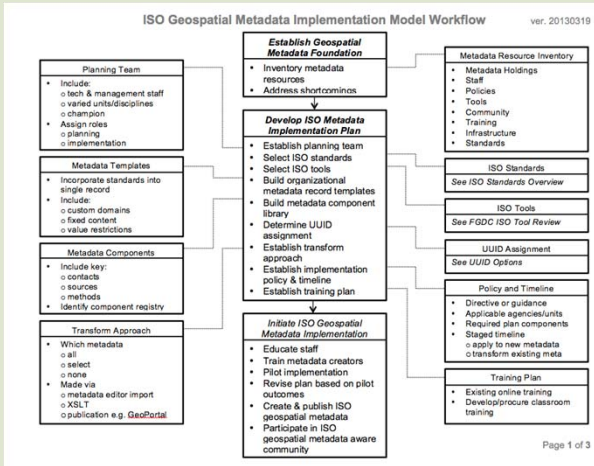 ISO Geospatial Metadata Implementation Model Workflow
ver. 20130319
Establish Geospatial
Metadata Foundation
• Inventory metadata
resources
• Address shortcomings
Planning Team
• Include:
o tech & management staff
o varied units/disciplines
o champion
• Assign roles
o planning
o implementation
Metadata Templates
• Incorporate standards into
single record
• Include:
o custom domains
o fixed content
o value restrictions
Metadata Components
• Include key:
o contacts
o sources
o methods
• Identify component registry
Transform Approach
• Which metadata
o all
o select
o none
• Made via
o metadata editor import
o XSLT
o publication e.g. GeoPortal
Develop ISO Metadata
Implementation Plan
• Establish planning team
• Select ISO standards
• Select ISO tools
• Build organizational
metadata record templates
• Build metadata component
library
• Determine UUID
assignment
• Establish transform
approach
• Establish implementation
policy & timeline
• Establish training plan
Initiate ISO Geospatial
Metadata Implementation
• Educate staff
• Train metadata creators
• Pilot implementation
• Revise plan based on pilot
outcomes
• Create & publish ISO
geospatial metadata
• Participate in ISO
geospatial metadata aware
community
Metadata Resource Inventory
• Metadata Holdings
• Staff
• Policies
• Tools
• Community
• Training
• Infrastructure
• Standards
ISO Standards
See ISO Standards Overview
ISO Tools
See FGDC ISO Tool Review
UUID Assignment
See UUID Options
Policy and Timeline
• Directive or guidance
• Applicable agencies/units
• Required plan components
• Staged timeline
o apply to new metadata
o transform existing meta
Training Plan
• Existing online training
• Develop/procure classroom
training
Page 1 of 3